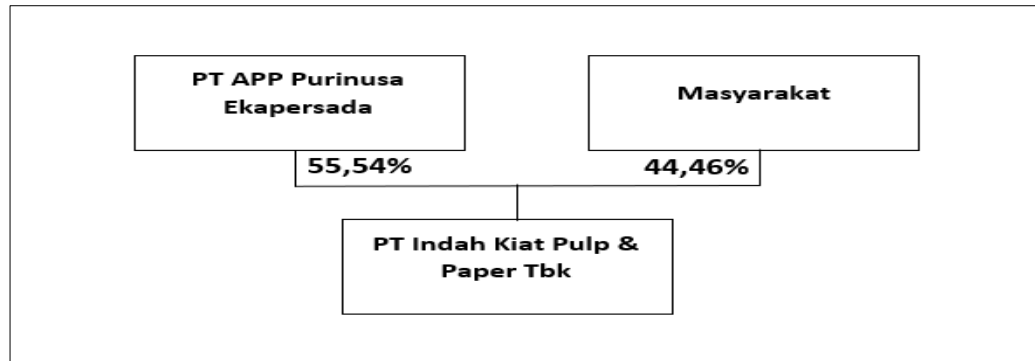 PT APP Purinusa
Ekapersada
Masyarakat
55,54%
44,46%
PT Indah Kiat Pulp &
Paper Tbk